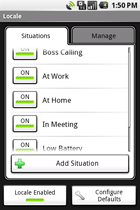 1:50 PM
Locale
Situations
Manage
ON
Boss Calling
ON
At Work
ON
At Home
ON
In Meeting
ON
Low Battery
Add Situation
Locale Enabled
Configure
Defaults